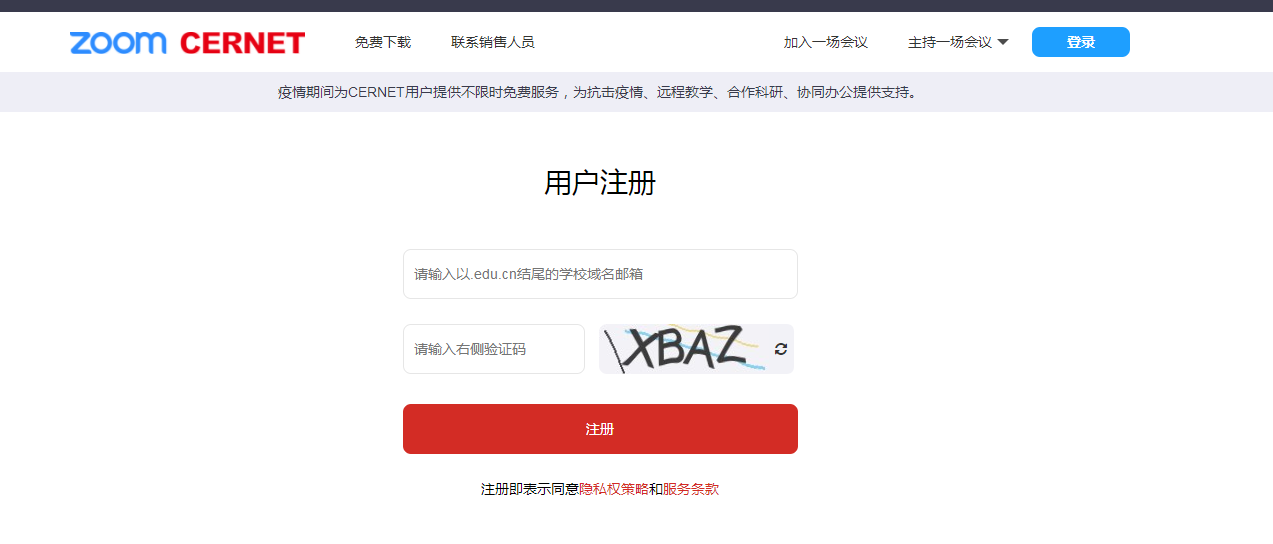 zoom CERNET 免费下载 联系销售人员 加入一场会议 主持一场会议 登录
疫情期间为CERNET用户提供不限时免费服务，为抗击疫情、远程教学、合作科研、协同办公提供支持。
用户注册
请输入以.edu.cn结尾的学校域名邮箱
请输入右侧验证码 XBAZ
注册
注册即表示同意隐私权策略和服务条款